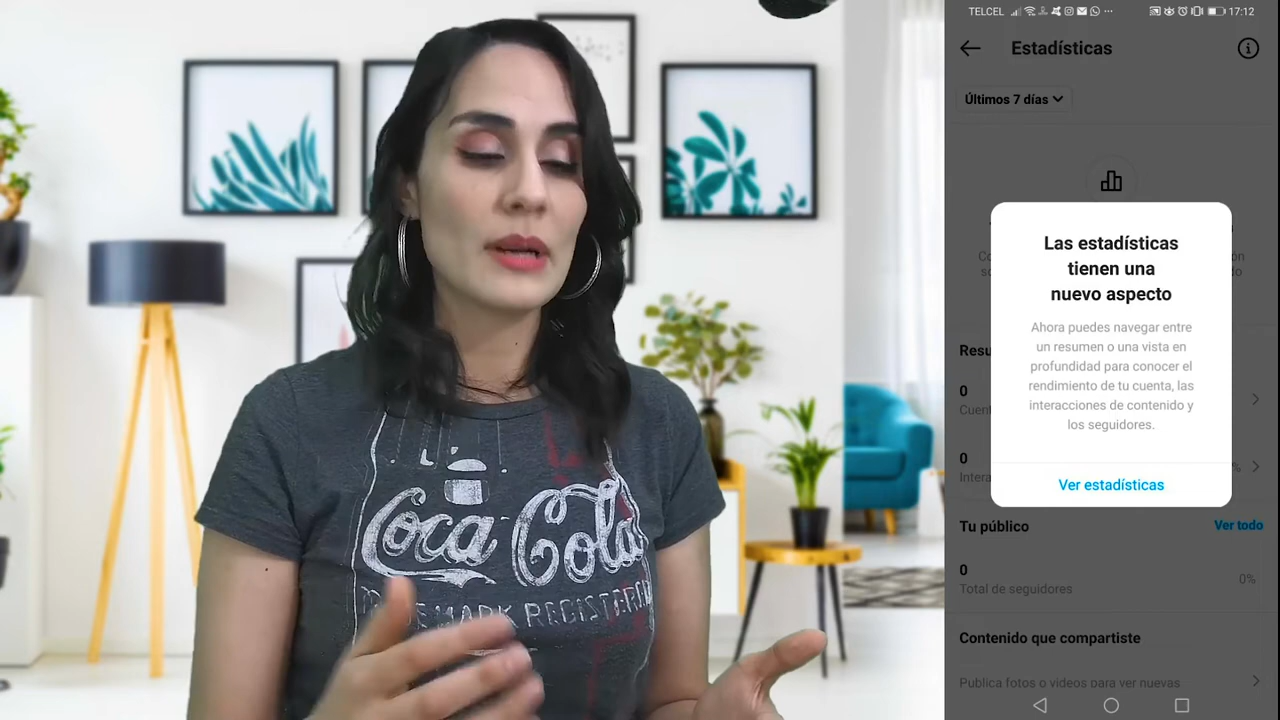 TELCEL
17:12
Estadísticas
Últimos 7 días
Las estadísticas
tienen una
nuevo aspecto
Ahora puedes navegar entre
un resumen o una vista en
profundidad para conocer el
rendimiento de tu cuenta, las
interacciones de contenido y
los seguidores.
Ver estadísticas
0
0
%
Tu público
Ver todo
0
0%
Total de seguidores
Contenido que compartiste
Publica fotos o videos para ver nuevas
Coca Cola